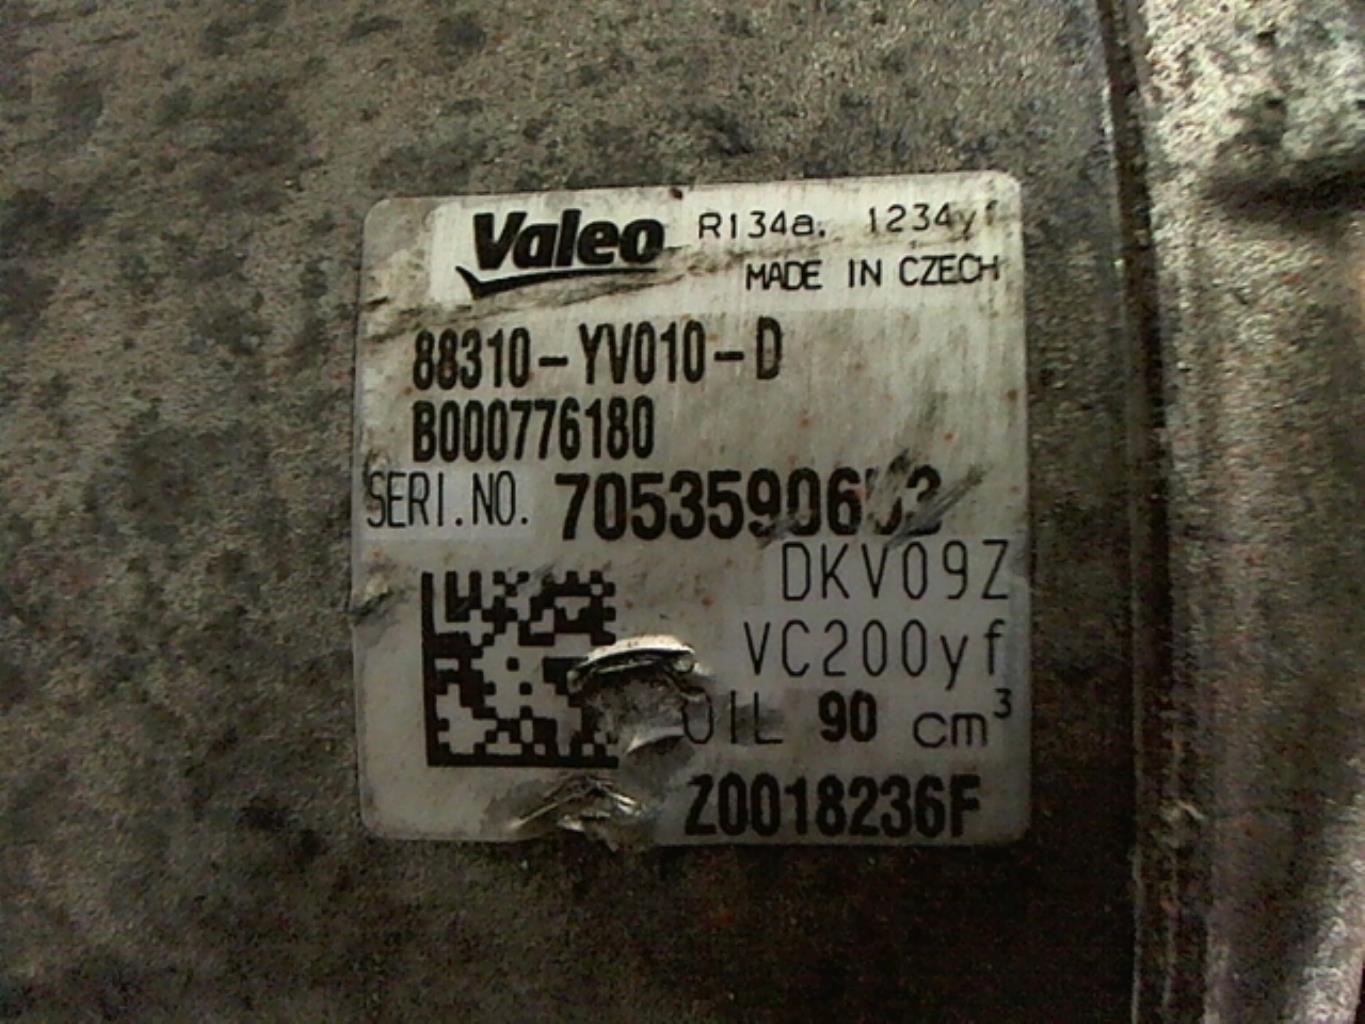 Valeo R134a. 1234yf
MADE IN CZECH
88310-YV010-D
B000776180
SERI.NO.
DKV09Z
VC200yf
OIL 90 cm³
Z0018236F